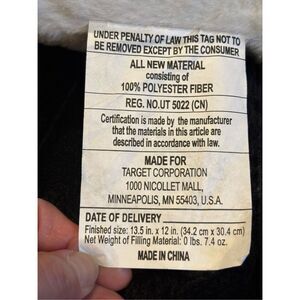 UNDER PENALTY OF LAW THIS TAG NOT TO
BE REMOVED EXCEPT BY THE CONSUMER
ALL NEW MATERIAL
consisting of
100% POLYESTER FIBER
REG. NO.UT 5022 (CN)
Certification is made by the manufacturer
that the materials in this article are
described in accordance with law.
MADE FOR
TARGET CORPORATION
1000 NICOLLET MALL,
MINNEAPOLIS, MN 55403, U.S.A.
DATE OF DELIVERY
Finished size: 13.5 in. x 12 in. (34.2 cm x 30.4 cm)
Net Weight of Filling Material: 0 lbs. 7.4 oz.
MADE IN CHINA